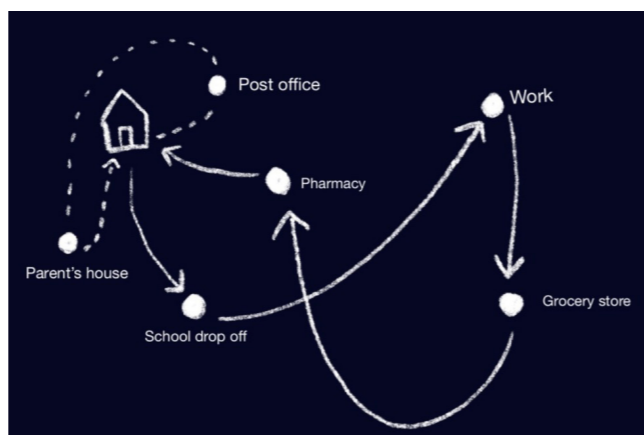 Post office
Work
Pharmacy
Parent's house
School drop off
Grocery store